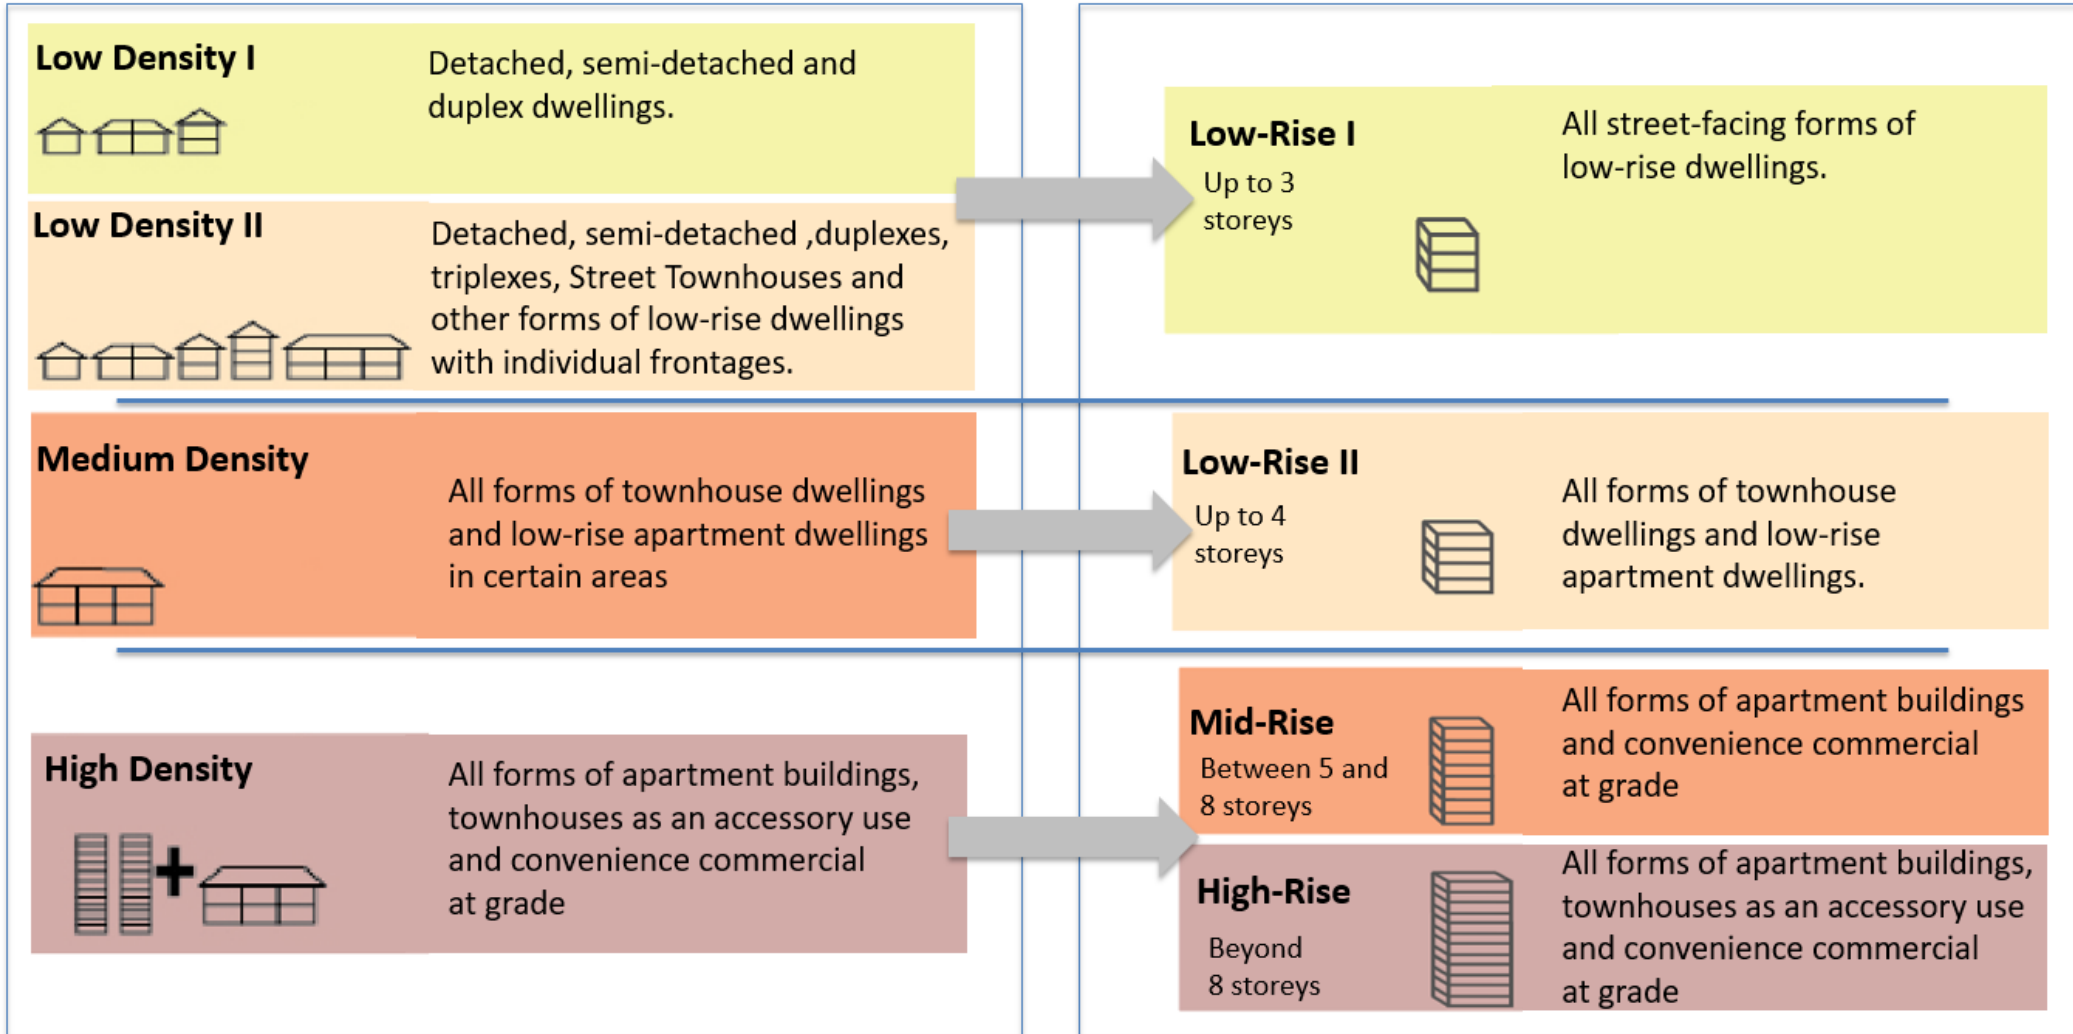 Low Density I
Detached, semi-detached and
duplex dwellings.
Low Density II
Detached, semi-detached ,duplexes,
triplexes, Street Townhouses and
other forms of low-rise dwellings
with individual frontages.
Low-Rise I
Up to 3
storeys
All street-facing forms of
low-rise dwellings.
Medium Density
All forms of townhouse dwellings
and low-rise apartment dwellings
in certain areas
Low-Rise II
Up to 4
storeys
All forms of townhouse
dwellings and low-rise
apartment dwellings.
High Density
All forms of apartment buildings,
townhouses as an accessory use
and convenience commercial
at grade
Mid-Rise
Between 5 and
8 storeys
All forms of apartment buildings
and convenience commercial
at grade
High-Rise
Beyond
8 storeys
All forms of apartment buildings,
townhouses as an accessory use
and convenience commercial
at grade